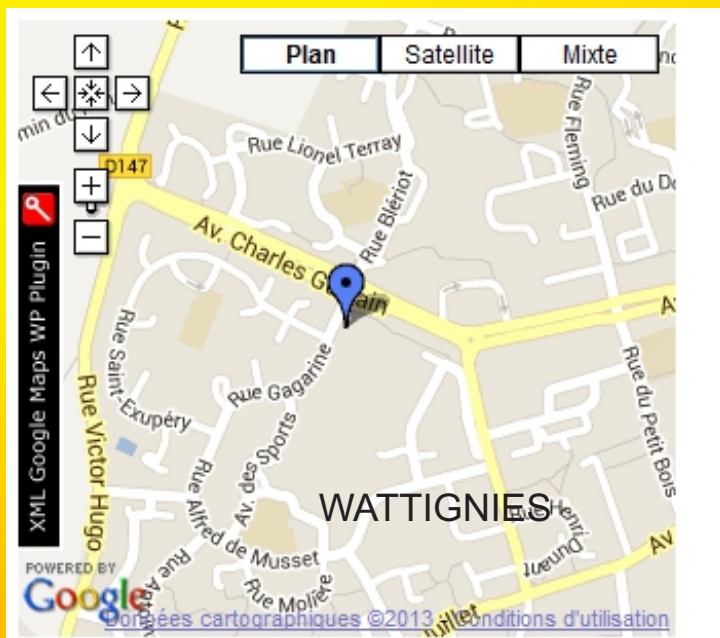 Plan
Satellite
Mixte
Rue Lionel Terray
D147
Rue Blériot
Rue Fleming
Av. Charles
Rue Saint-Exupéry
Rue Gagarine
Av. des Sports
Rue Victor Hugo
Rue Alfred de Musset
Rue Molière
Rue du Petit Bois
WATTIGNIES
Rue Henri Dunant
XML Google Maps WP Plugin
POWERED BY
Google
Données cartographiques ©2013
Conditions d'utilisation